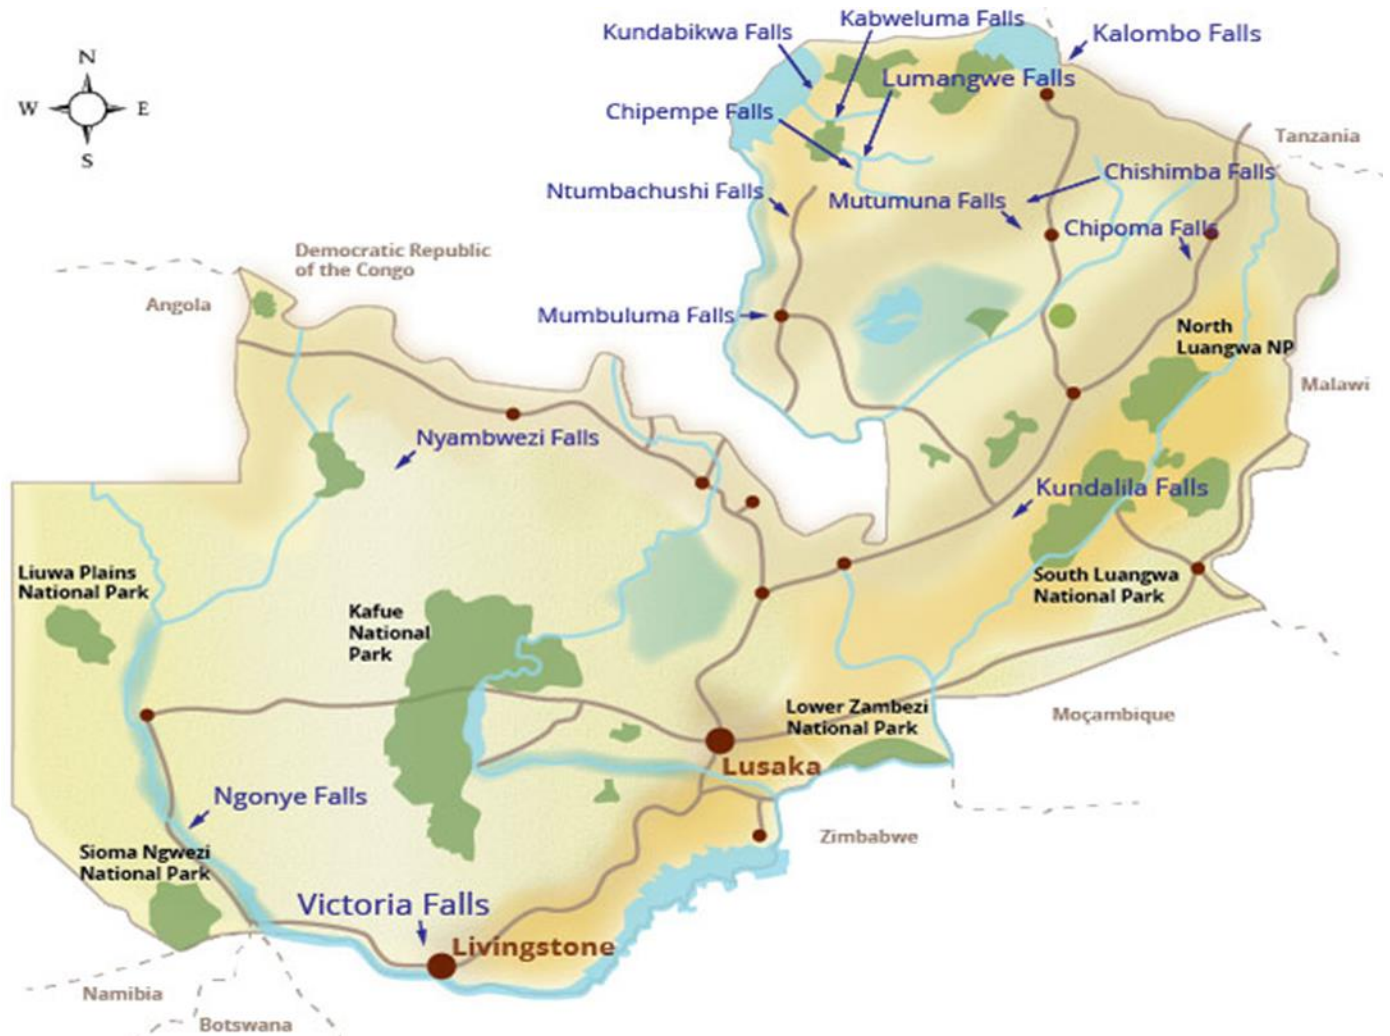 Kabweluma Falls
Kundabikwa Falls
Kalombo Falls
Lumangwe Falls
Chipempe Falls
N
W
E
S
Tanzania
Chishimba Falls
Ntumbachushi Falls
Mutumuna Falls
Chipoma Falls
Democratic Republic
of the Congo
Angola
Mumbuluma Falls
North
Luangwa NP
Malawi
Nyambwezi Falls
Kundalila Falls
Liuwa Plains
National Park
South Luangwa
National Park
Kafue
National
Park
Lower Zambezi
National Park
Moçambique
Lusaka
Ngonye Falls
Zimbabwe
Sioma Ngwezi
National Park
Victoria Falls
Livingstone
Namibia
Botswana